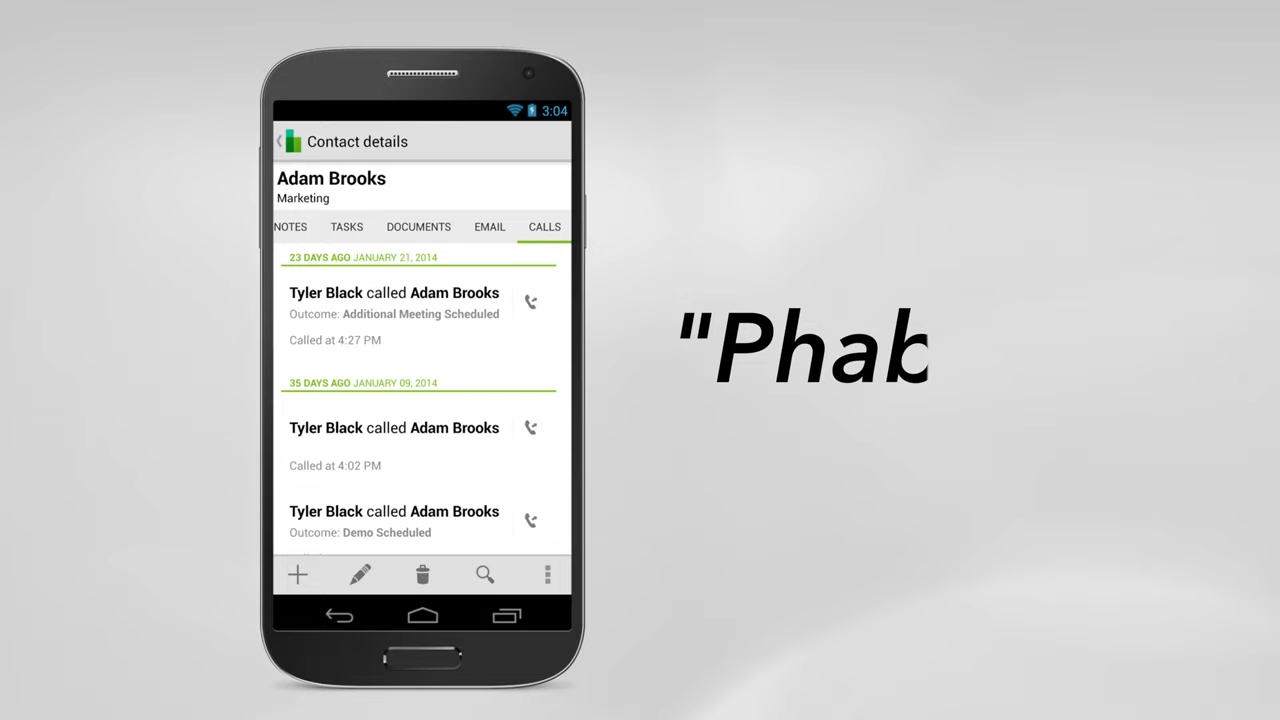 3:04
Contact details
Adam Brooks
Marketing
NOTES TASKS DOCUMENTS EMAIL CALLS
23 DAYS AGO JANUARY 21, 2014
Tyler Black called Adam Brooks
Outcome: Additional Meeting Scheduled
Called at 4:27 PM
35 DAYS AGO JANUARY 09, 2014
Tyler Black called Adam Brooks
Called at 4:02 PM
Tyler Black called Adam Brooks
Outcome: Demo Scheduled
"Phab